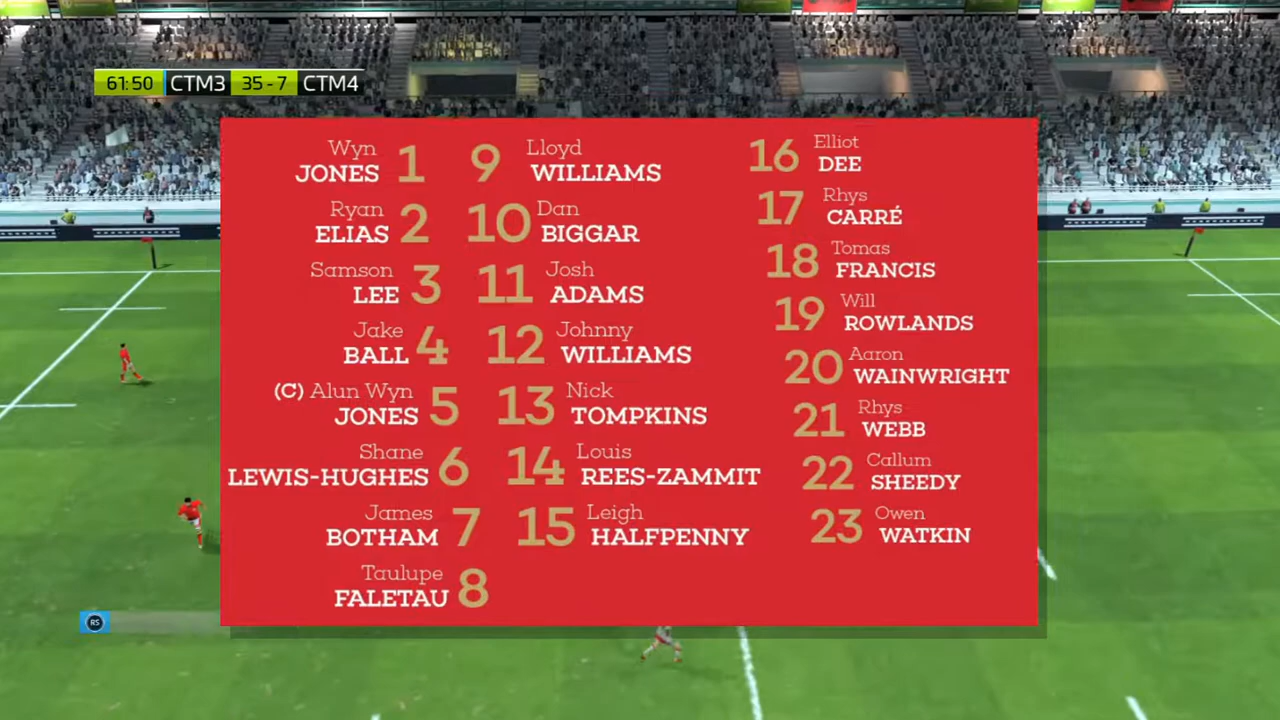 61:50 CTM3 35 - 7 CTM4
Wyn
JONES 1
Ryan
ELIAS 2
Samson
LEE 3
Jake
BALL 4
(C) Alun Wyn
JONES 5
Shane
LEWIS-HUGHES 6
James
BOTHAM 7
Taulupe
FALETAU 8
9 Lloyd
WILLIAMS
10 Dan
BIGGAR
11 Josh
ADAMS
12 Johnny
WILLIAMS
13 Nick
TOMPKINS
14 Louis
REES-ZAMMIT
15 Leigh
HALFPENNY
16 Elliot
DEE
17 Rhys
CARRÉ
18 Tomas
FRANCIS
19 Will
ROWLANDS
20 Aaron
WAINWRIGHT
21 Rhys
WEBB
22 Callum
SHEEDY
23 Owen
WATKIN
RS